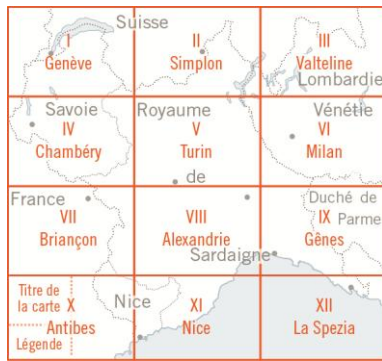 Suisse
I
Genève
II
Simplon
III
Valteline
Lombardie
Savoie
IV
Chambéry
Royaume
V
Turin
de
Vénétie
VI
Milan
France
VII
Briançon
VIII
Alexandrie
Sardaigne
Duché de
Parme
IX
Gênes
Titre de
la carte
X
Antibes
Légende
Nice
XI
Nice
XII
La Spezia